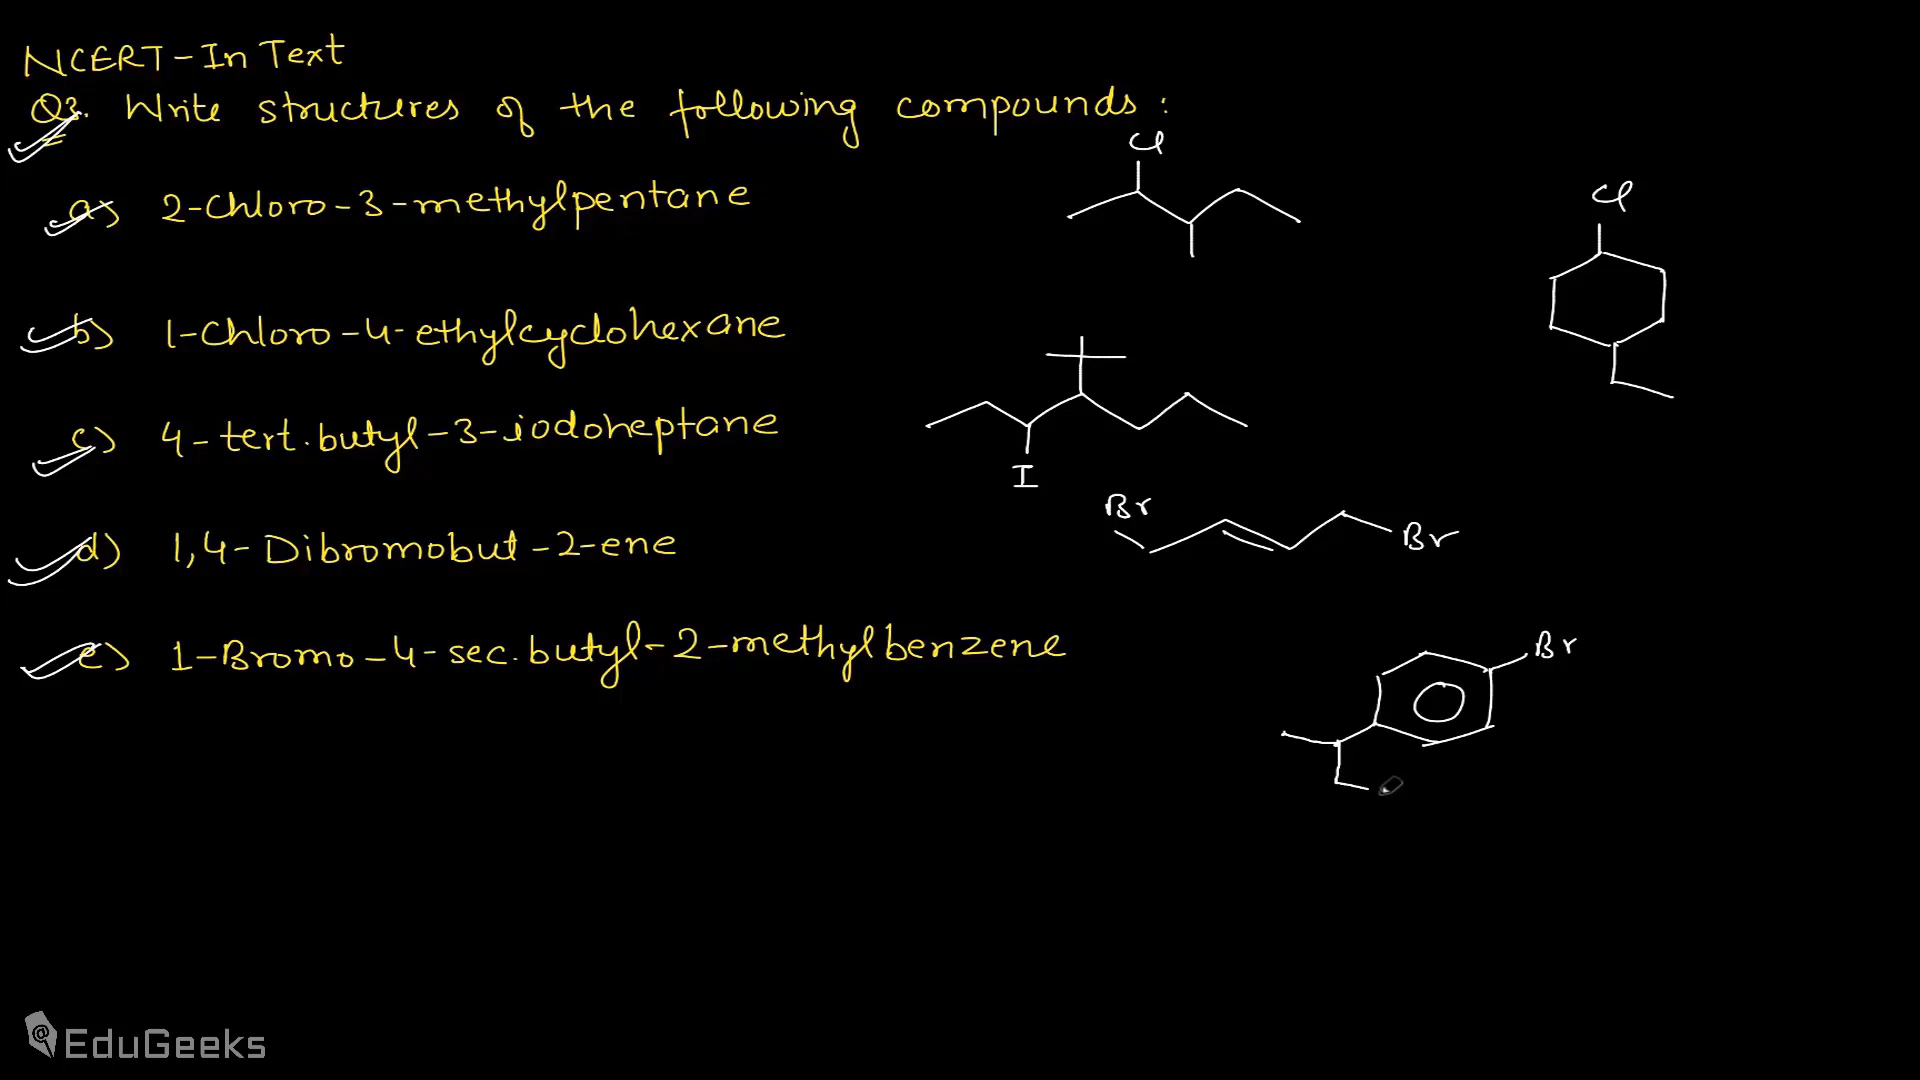 NCERT-In Text
Q3. Write structures of the following compounds:
Cl
a) 2-Chloro-3-methylpentane
Cl
b) 1-Chloro-4-ethylcyclohexane
c) 4-tert.butyl-3-iodoheptane
I
Br
Br
d) 1,4-Dibromobut-2-ene
e) 1-Bromo-4-sec.butyl-2-methylbenzene
Br
@ EduGeeks